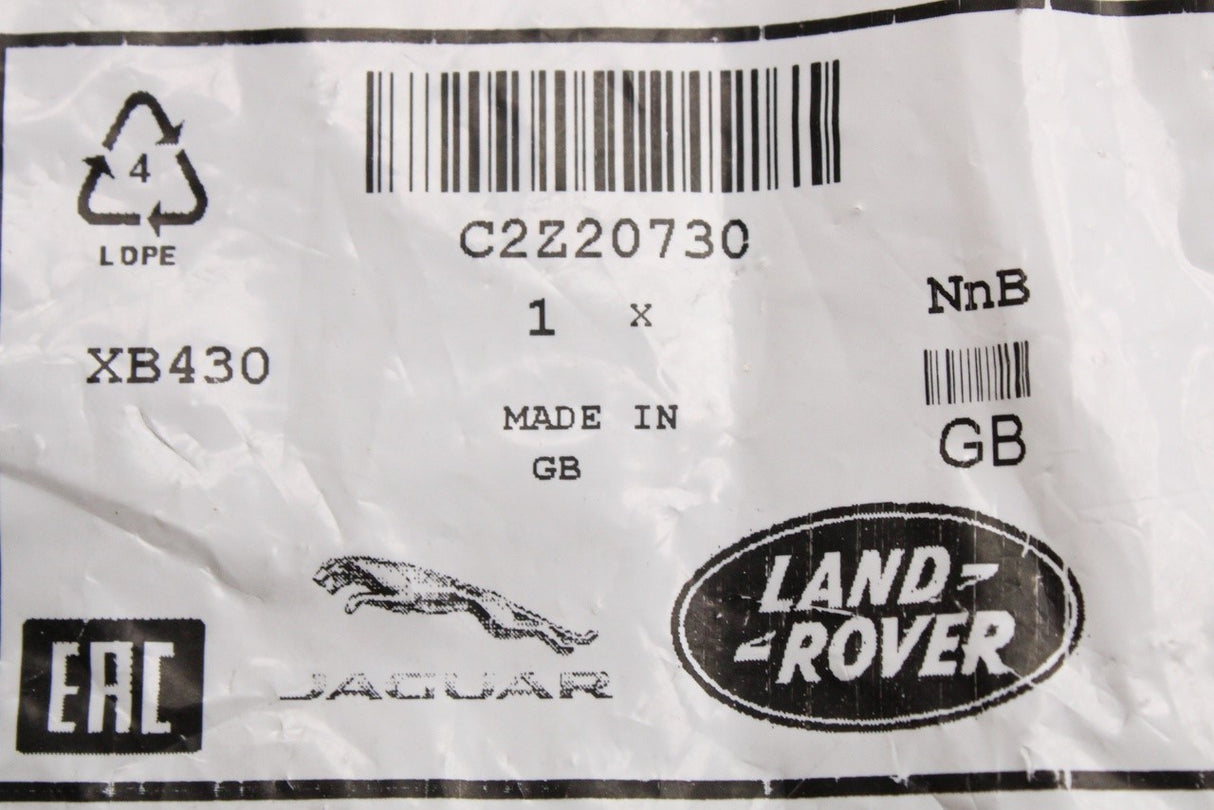 4
LDPE
C2Z20730
1 x
XB430
MADE IN
GB
NnB
GB
EAC
JAGUAR
LAND-
-ROVER